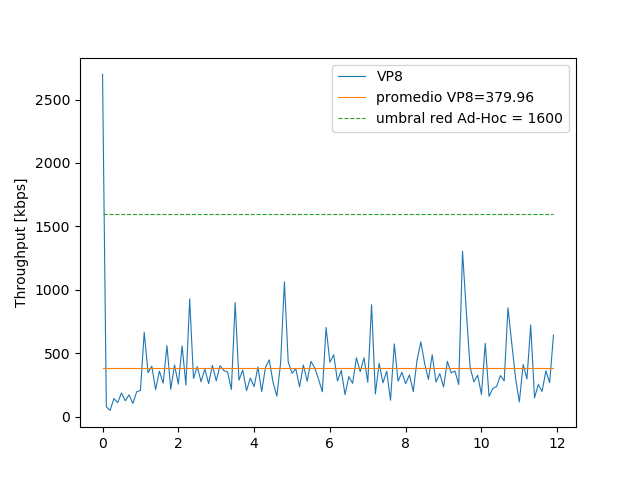 VP8
promedio VP8=379.96
umbral red Ad-Hoc = 1600
Throughput [kbps]
2500
2000
1500
1000
500
0
0 2 4 6 8 10 12